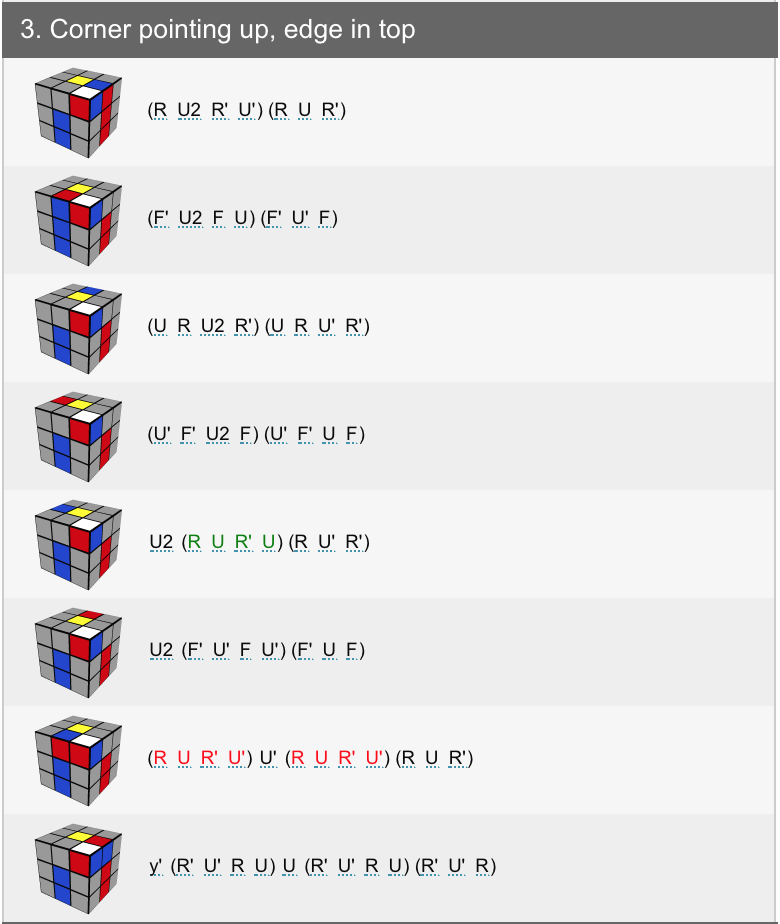 3. Corner pointing up, edge in top
(R U2 R' U') (R U R')
(F' U2 F U) (F' U' F)
(U R U2 R') (U R U' R')
(U' F' U2 F) (U' F' U F)
U2 (R U R' U) (R U' R')
U2 (F' U' F U') (F' U F)
(R U R' U') U' (R U R' U') (R U R')
y' (R' U' R U) U (R' U' R U) (R' U' R)